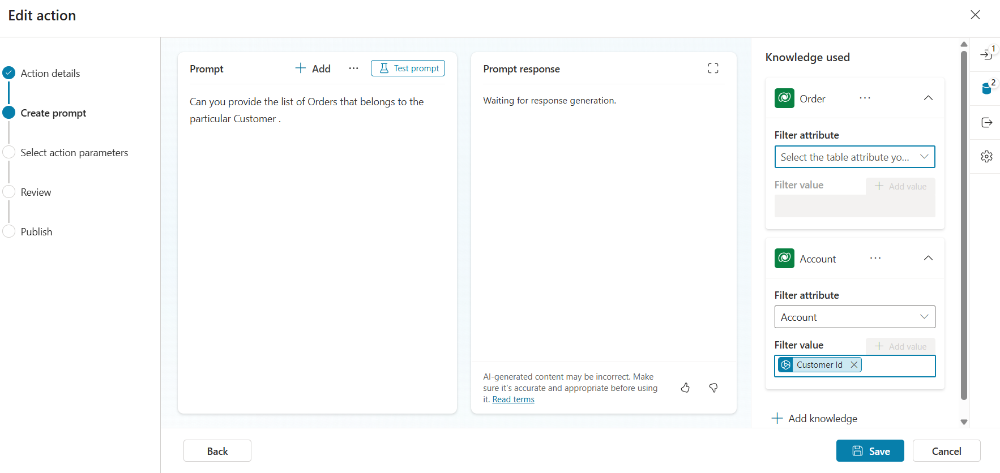 Edit action
Action details
Create prompt
Select action parameters
Review
Publish
Prompt
Add
Test prompt
Can you provide the list of Orders that belongs to the
particular Customer .
Prompt response
Waiting for response generation.
AI-generated content may be incorrect. Make
sure it's accurate and appropriate before using
it. Read terms
Knowledge used
Order
Filter attribute
Select the table attribute yo...
Filter value
Add value
Account
Filter attribute
Account
Filter value
Add value
Customer Id
Add knowledge
1
2
Back
Save
Cancel